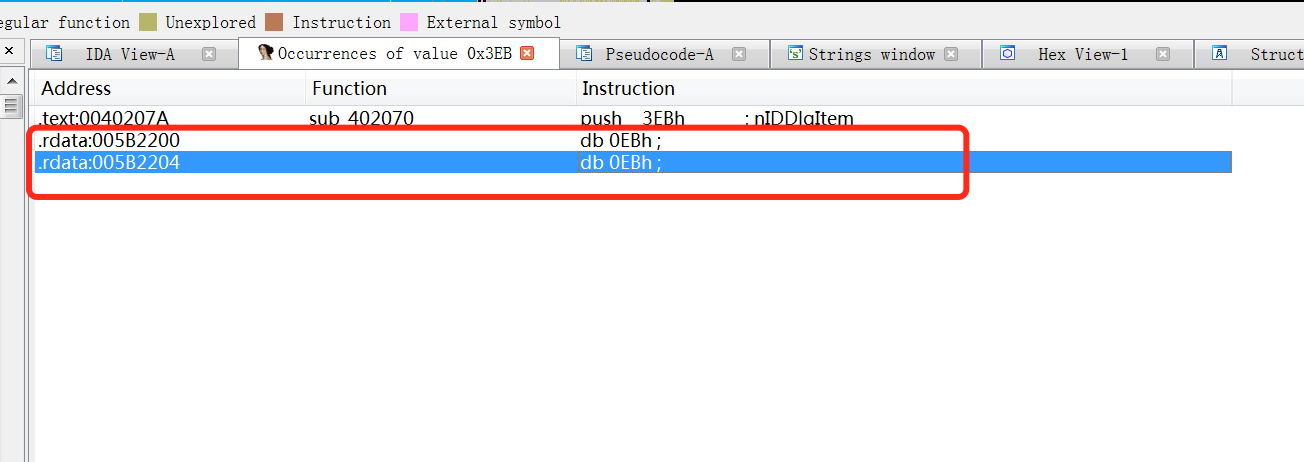 egular function Unexplored Instruction External symbol
IDA View-A Occurrences of value 0x3EB Pseudocode-A Strings window Hex View-1 Struct
Address Function Instruction
.text:0040207A sub_402070 push 3EBh ; nIDDlgItem
.rdata:005B2200 db 0EBh ;
.rdata:005B2204 db 0EBh ;